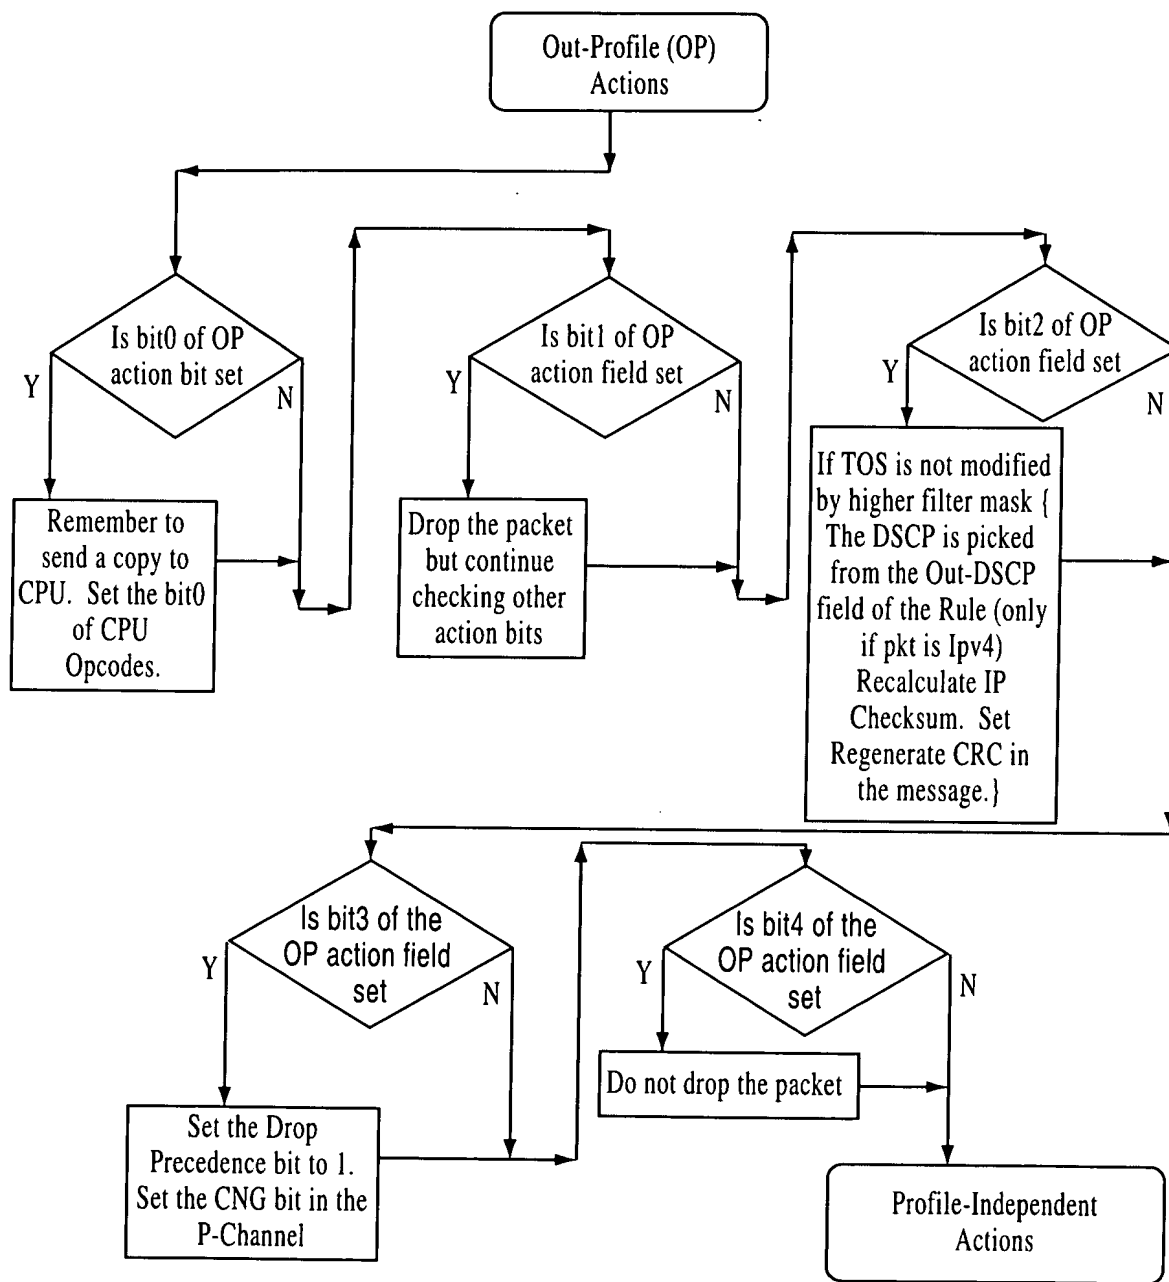 Out-Profile (OP)
Actions
Is bit0 of OP
action bit set
Y
N
Is bit1 of OP
action field set
Y
N
Is bit2 of OP
action field set
Y
N
Remember to
send a copy to
CPU. Set the bit0
of CPU
Opcodes.
Drop the packet
but continue
checking other
action bits
If TOS is not modified
by higher filter mask {
The DSCP is picked
from the Out-DSCP
field of the Rule (only
if pkt is Ipv4)
Recalculate IP
Checksum. Set
Regenerate CRC in
the message.}
Is bit3 of the
OP action field
set
Y
N
Is bit4 of the
OP action field
set
Y
N
Set the Drop
Precedence bit to 1.
Set the CNG bit in the
P-Channel
Do not drop the packet
Profile-Independent
Actions